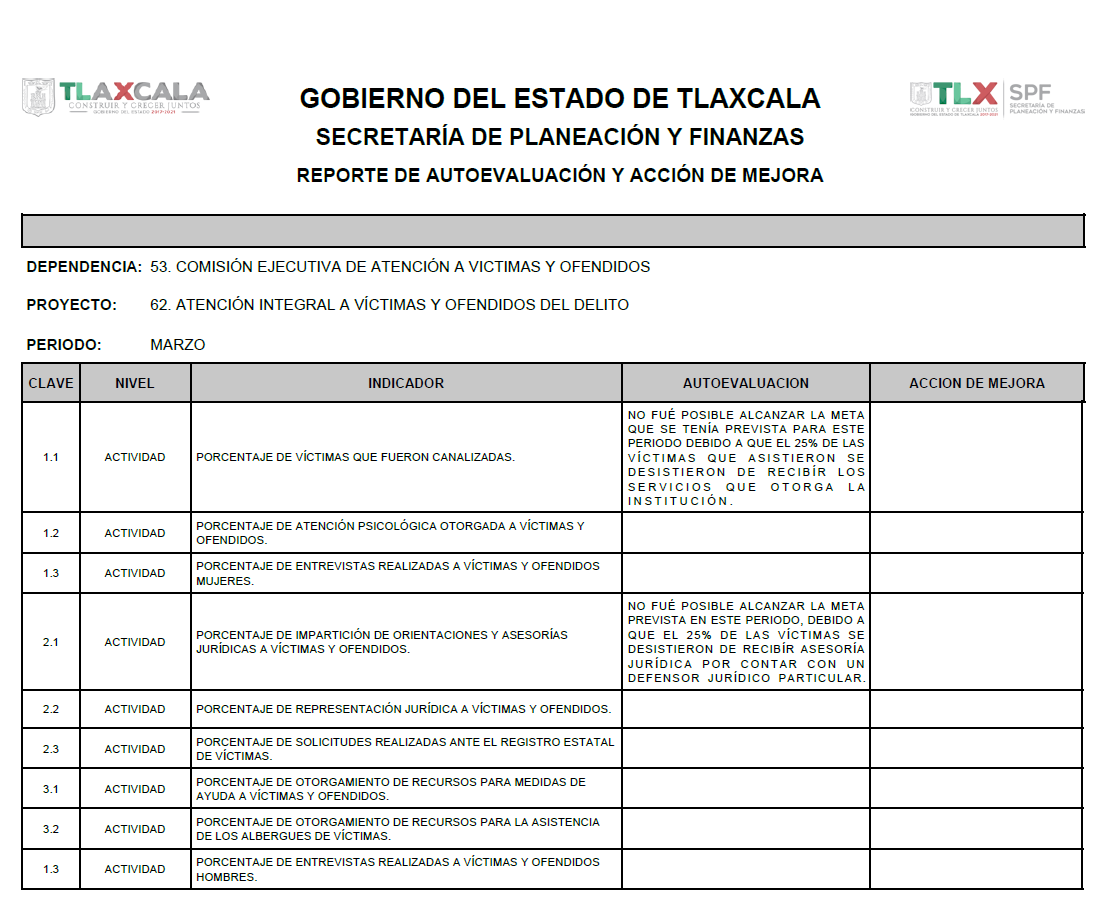 TLAXCALA
CONSTRUIR Y CRECER JUNTOS
GOBIERNO DEL ESTADO 2017-2021
GOBIERNO DEL ESTADO DE TLAXCALA
SECRETARÍA DE PLANEACIÓN Y FINANZAS
REPORTE DE AUTOEVALUACIÓN Y ACCIÓN DE MEJORA
TLX
CONSTRUIR Y CRECER JUNTOS
GOBIERNO DEL ESTADO DE TLAXCALA 2017-2021
SPF
SECRETARÍA DE
PLANEACIÓN Y FINANZAS
DEPENDENCIA: 53. COMISIÓN EJECUTIVA DE ATENCIÓN A VICTIMAS Y OFENDIDOS
PROYECTO: 62. ATENCIÓN INTEGRAL A VÍCTIMAS Y OFENDIDOS DEL DELITO
PERIODO: MARZO
CLAVE NIVEL INDICADOR AUTOEVALUACION ACCION DE MEJORA
1.1 ACTIVIDAD PORCENTAJE DE VÍCTIMAS QUE FUERON CANALIZADAS.
NO FUÉ POSIBLE ALCANZAR LA META
QUE SE TENÍA PREVISTA PARA ESTE
PERIODO DEBIDO A QUE EL 25% DE LAS
VÍCTIMAS QUE ASISTIERON SE
DESISTIERON DE RECIBÍR LOS
SERVICIOS QUE OTORGA LA
INSTITUCIÓN.
1.2 ACTIVIDAD PORCENTAJE DE ATENCIÓN PSICOLÓGICA OTORGADA A VÍCTIMAS Y
OFENDIDOS.
1.3 ACTIVIDAD PORCENTAJE DE ENTREVISTAS REALIZADAS A VÍCTIMAS Y OFENDIDOS
MUJERES.
2.1 ACTIVIDAD PORCENTAJE DE IMPARTICIÓN DE ORIENTACIONES Y ASESORÍAS
JURÍDICAS A VÍCTIMAS Y OFENDIDOS.
NO FUÉ POSIBLE ALCANZAR LA META
PREVISTA EN ESTE PERIODO, DEBIDO A
QUE EL 25% DE LAS VÍCTIMAS SE
DESISTIERON DE RECIBÍR ASESORÍA
JURÍDICA POR CONTAR CON UN
DEFENSOR JURÍDICO PARTICULAR.
2.2 ACTIVIDAD PORCENTAJE DE REPRESENTACIÓN JURÍDICA A VÍCTIMAS Y OFENDIDOS.
2.3 ACTIVIDAD PORCENTAJE DE SOLICITUDES REALIZADAS ANTE EL REGISTRO ESTATAL
DE VÍCTIMAS.
3.1 ACTIVIDAD PORCENTAJE DE OTORGAMIENTO DE RECURSOS PARA MEDIDAS DE
AYUDA A VÍCTIMAS Y OFENDIDOS.
3.2 ACTIVIDAD PORCENTAJE DE OTORGAMIENTO DE RECURSOS PARA LA ASISTENCIA
DE LOS ALBERGUES DE VÍCTIMAS.
1.3 ACTIVIDAD PORCENTAJE DE ENTREVISTAS REALIZADAS A VÍCTIMAS Y OFENDIDOS
HOMBRES.